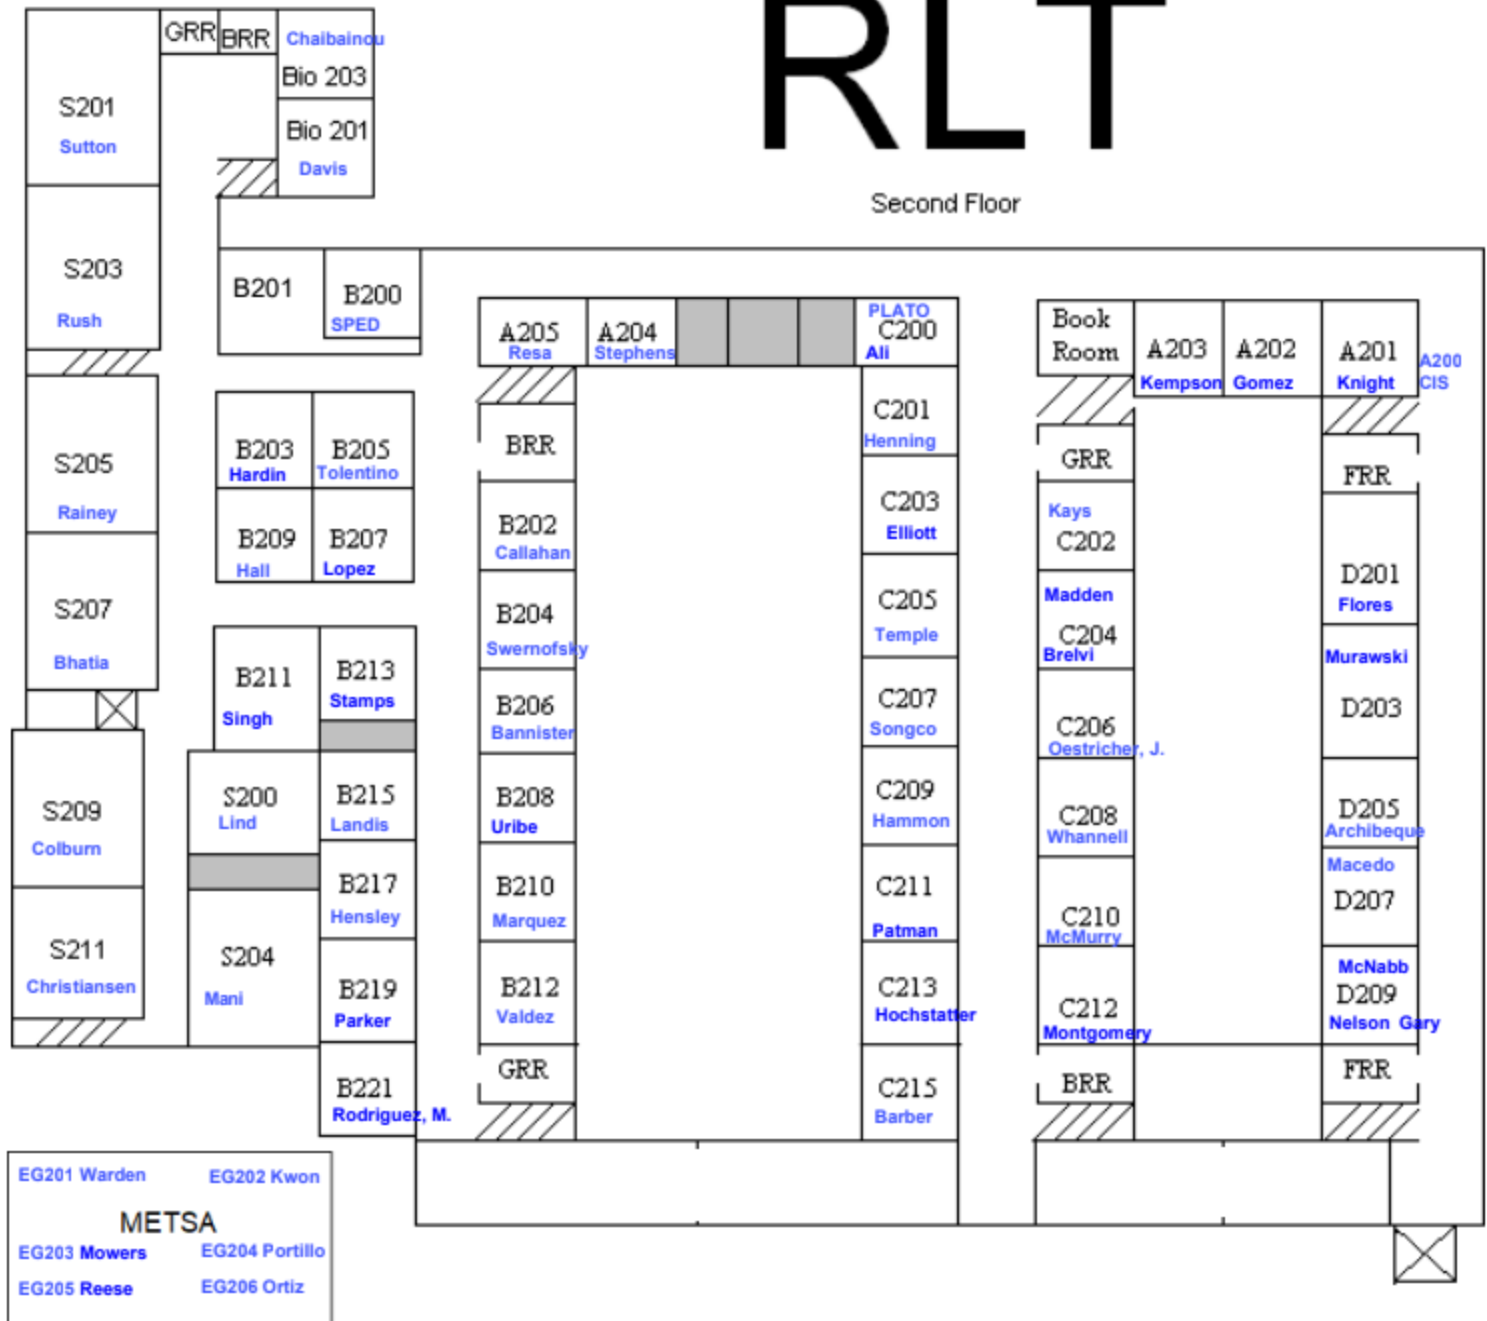 RLT
Second Floor
GRR BRR Chaibainou
Bio 203
S201
Sutton
Bio 201
Davis
S203
Rush
B201
B200
SPED
A205
Resa
A204
Stephens
PLATO
C200
Ali
Book
Room
A203
Kempson
A202
Gomez
A201
Knight
A200
CIS
S205
Rainey
B203
Hardin
B205
Tolentino
B209
Hall
B207
Lopez
S207
Bhatia
B211
Singh
B213
Stamps
S209
Colburn
S200
Lind
B215
Landis
B217
Hensley
S211
Christiansen
S204
Mani
B219
Parker
B221
Rodriguez, M.
BRR
B202
Callahan
B204
Swernofsky
B206
Bannister
B208
Uribe
B210
Marquez
B212
Valdez
GRR
C201
Henning
C203
Elliott
C205
Temple
C207
Songco
C209
Hammon
C211
Patman
C213
Hochstatter
C215
Barber
GRR
Kays
C202
Madden
C204
Brelvi
C206
Oestricher, J.
C208
Whannell
C210
McMurry
C212
Montgomery
BRR
FRR
D201
Flores
Murawski
D203
D205
Archibeque
Macedo
D207
McNabb
D209
Nelson Gary
FRR
EG201 Warden EG202 Kwon
METSA
EG203 Mowers EG204 Portillo
EG205 Reese EG206 Ortiz